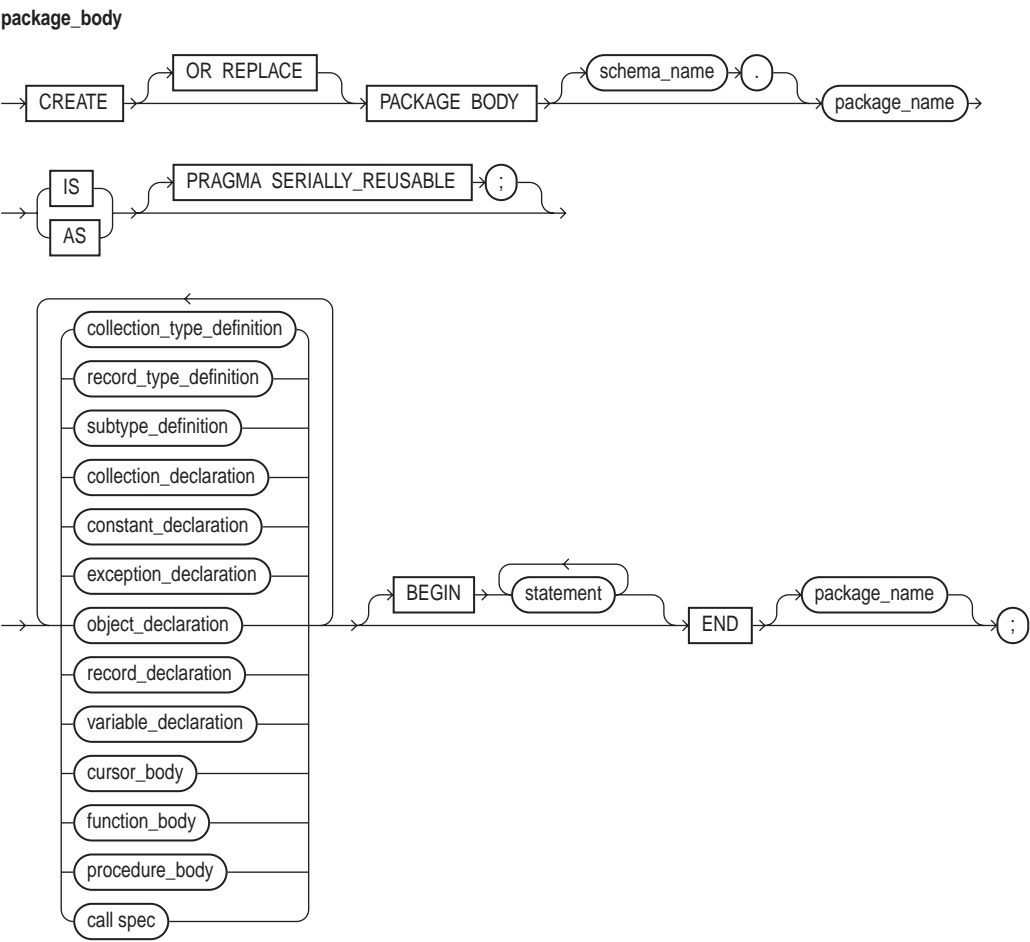 package_body
OR REPLACE schema_name .
CREATE PACKAGE BODY package_name
IS PRAGMA SERIALLY_REUSABLE ;
AS
collection_type_definition
record_type_definition
subtype_definition
collection_declaration
constant_declaration
exception_declaration BEGIN statement package_name
object_declaration END ;
record_declaration
variable_declaration
cursor_body
function_body
procedure_body
call spec